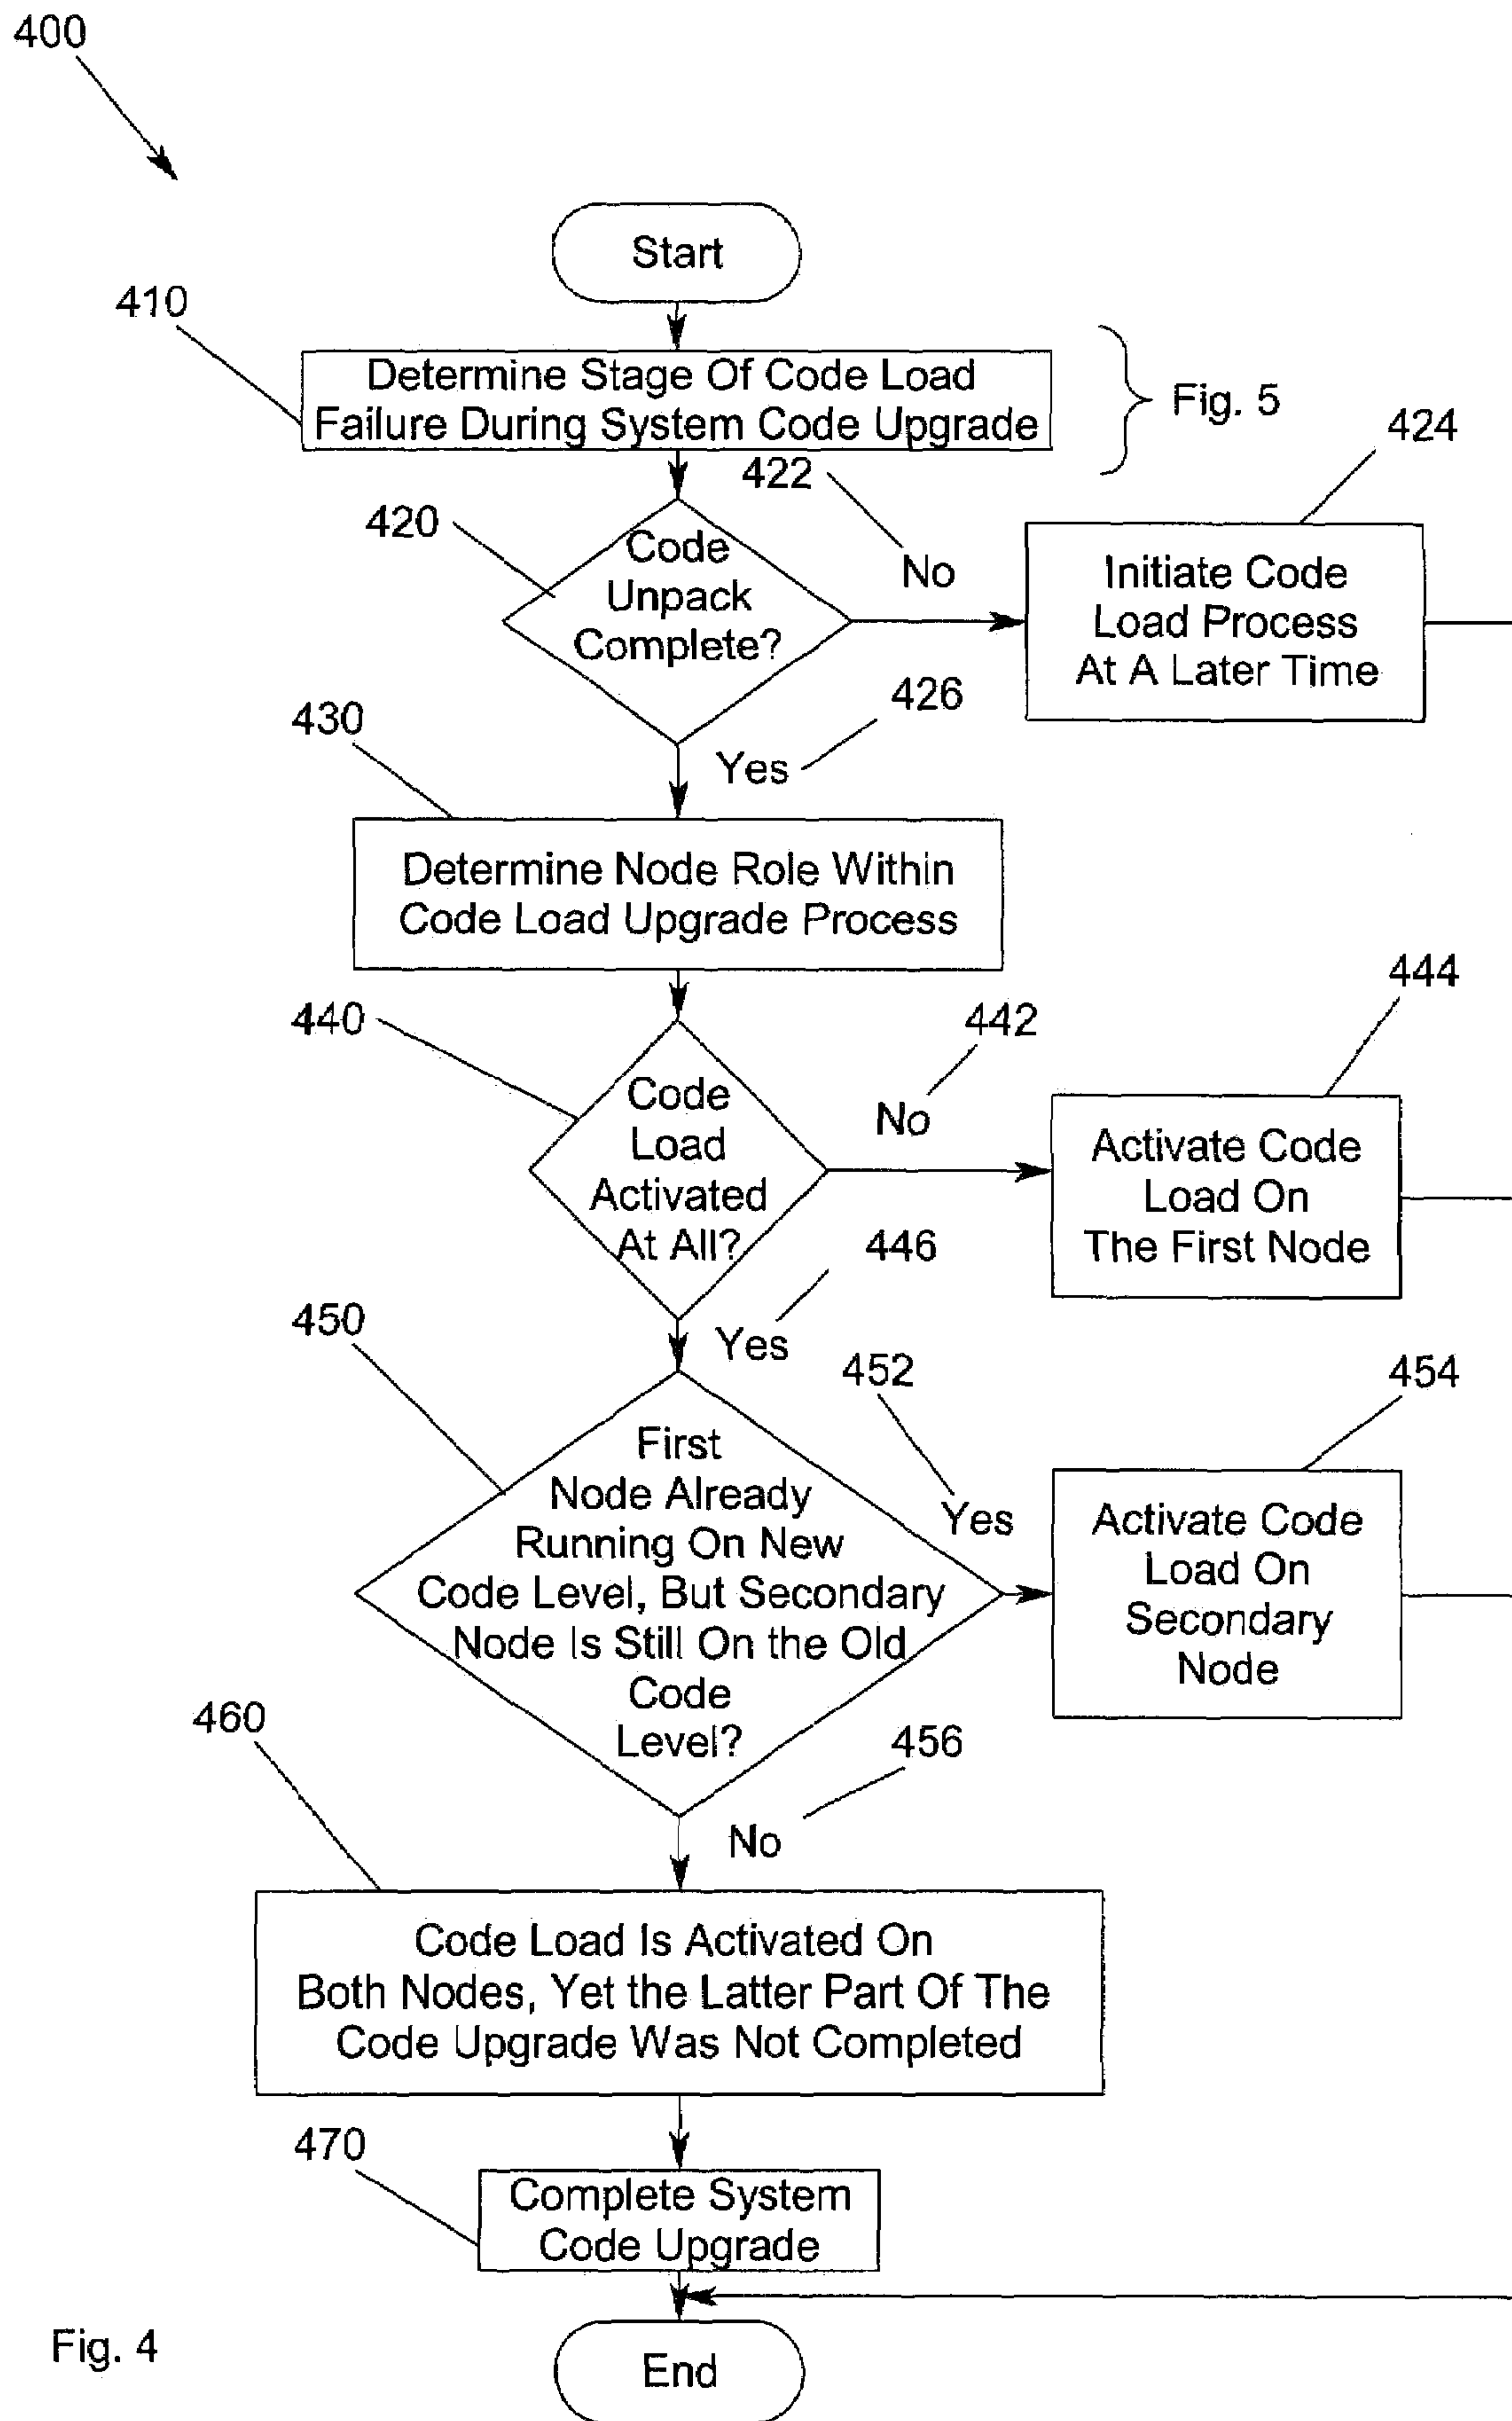 400
Start
410
Determine Stage Of Code Load
Failure During System Code Upgrade
Fig. 5
422
424
420
Code
Unpack
Complete?
No
Initiate Code
Load Process
At A Later Time
426
430
Yes
Determine Node Role Within
Code Load Upgrade Process
444
440
442
Code
Load
Activated
At All?
No
Activate Code
Load On
The First Node
446
450
Yes
452
454
First
Node Already
Running On New
Code Level, But Secondary
Node Is Still On the Old
Code
Level?
Yes
Activate Code
Load On
Secondary
Node
460
456
No
Code Load Is Activated On
Both Nodes, Yet the Latter Part Of The
Code Upgrade Was Not Completed
470
Complete System
Code Upgrade
Fig. 4
End